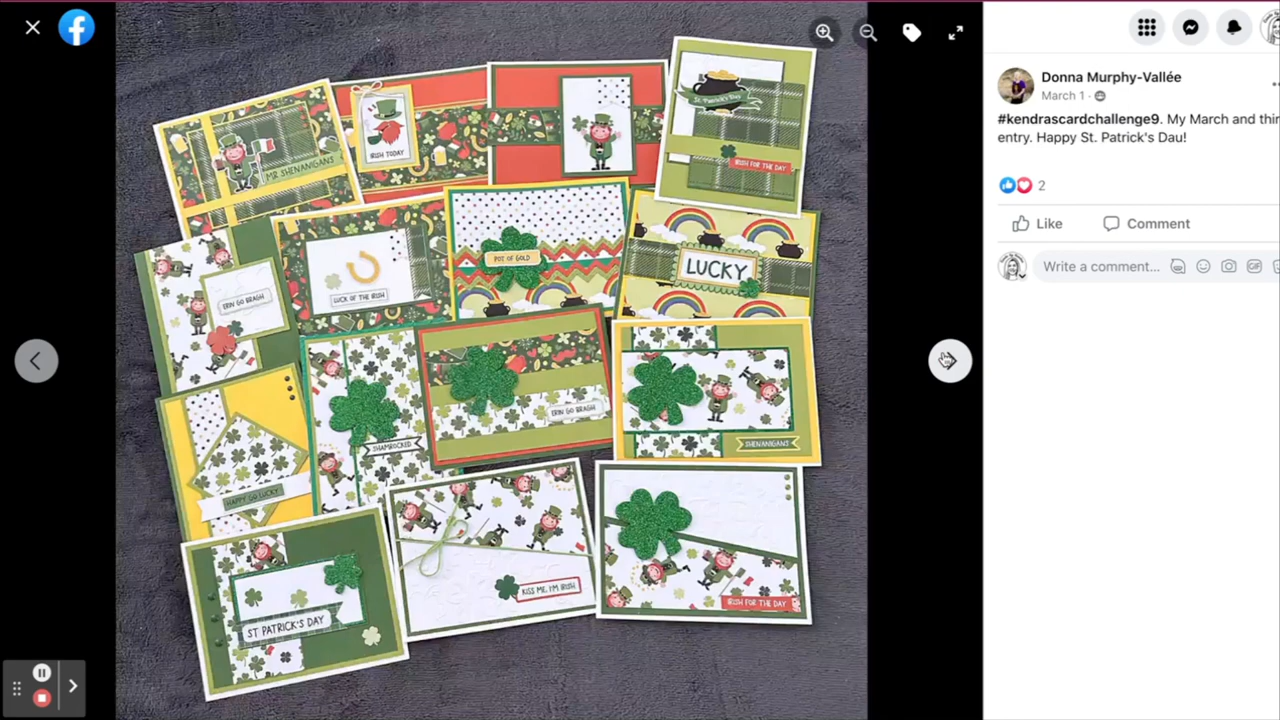 Donna Murphy-Vallée
March 1 ·
#kendrascardchallenge9. My March and thir
entry. Happy St. Patrick's Dau!
2
Like
Comment
Write a comment...
St. Patrick's Day
IRISH TODAY
MR SHENANIGANS
IRISH FOR THE DAY
POT OF GOLD
LUCKY
ERIN GO BRAGH
LUCK OF THE IRISH
SHAMROCKED
ERIN GO BRAGH
SHENANIGANS
HAPPY GO LUCKY
KISS ME, I'M IRISH
IRISH FOR THE DAY
ST PATRICK'S DAY